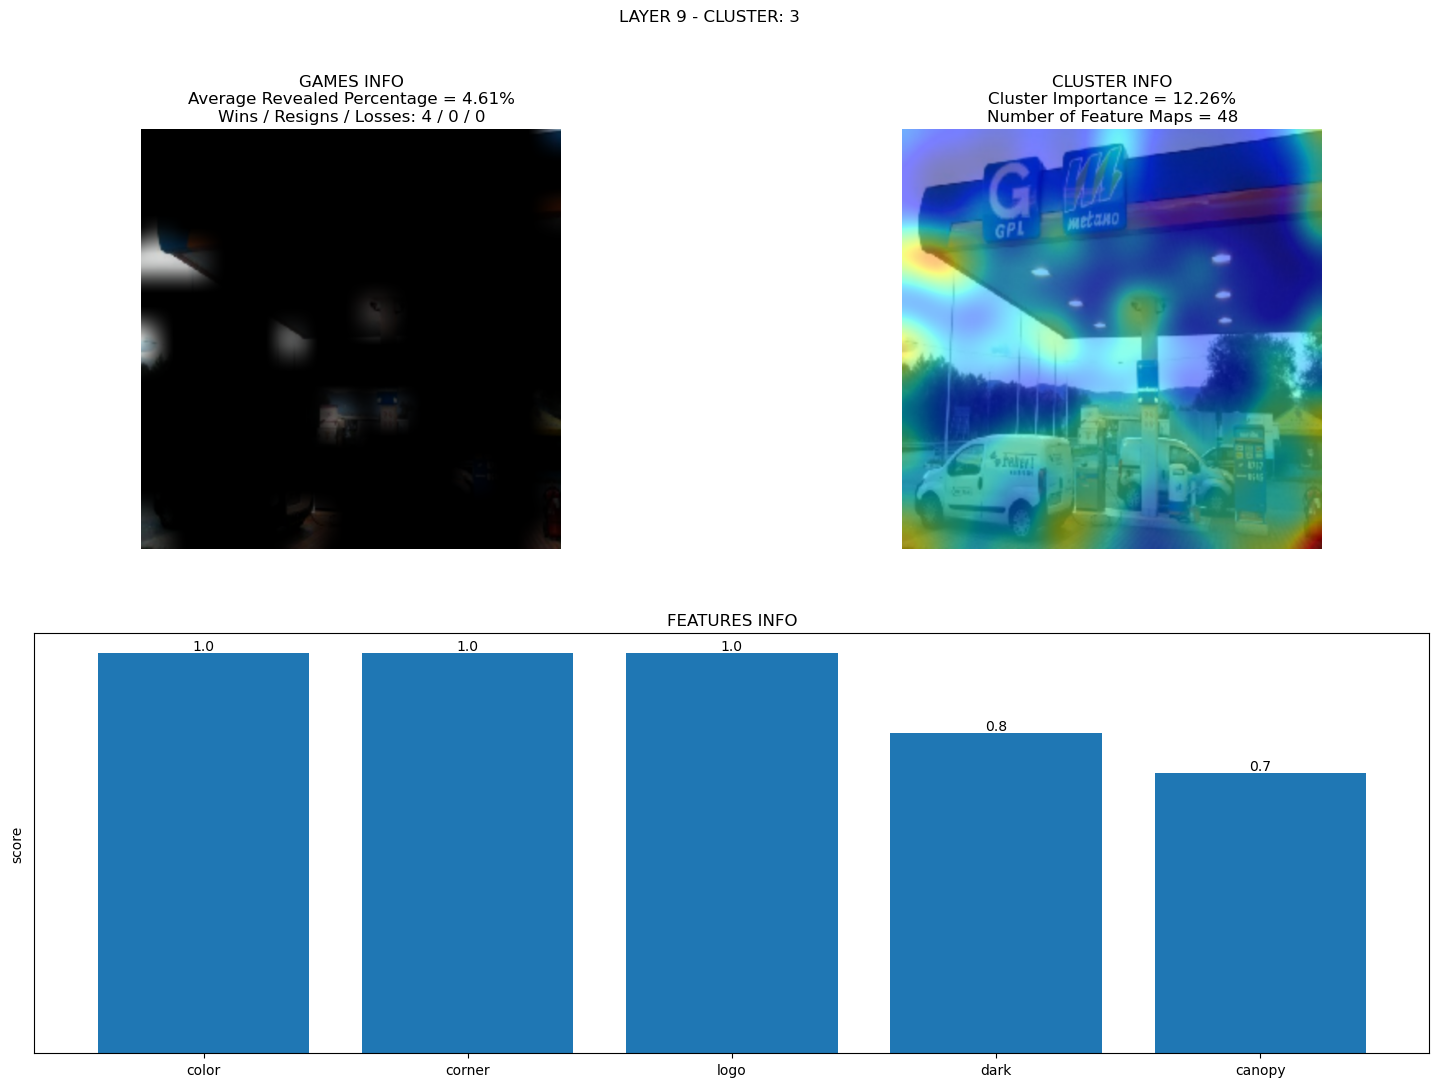 LAYER 9 - CLUSTER: 3
GAMES INFO
Average Revealed Percentage = 4.61%
Wins / Resigns / Losses: 4 / 0 / 0
CLUSTER INFO
Cluster Importance = 12.26%
Number of Feature Maps = 48
G
GPL
metano
FEATURES INFO
score
1.0
1.0
1.0
0.8
0.7
color
corner
logo
dark
canopy